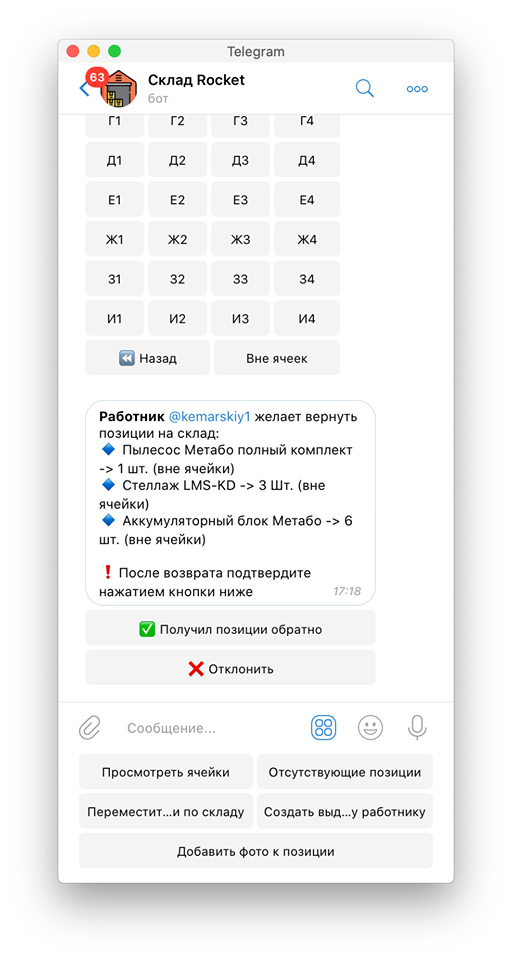 Telegram
63
Склад Rocket
бот
Г1 Г2 Г3 Г4
Д1 Д2 Д3 Д4
Е1 Е2 Е3 Е4
Ж1 Ж2 Ж3 Ж4
З1 З2 З3 З4
И1 И2 И3 И4
Назад Вне ячеек
Работник @kemarskiy1 желает вернуть
позиции на склад:
Пылесос Метабо полный комплект
-> 1 шт. (вне ячейки)
Стеллаж LMS-KD -> 3 Шт. (вне
ячейки)
Аккумуляторный блок Метабо -> 6
шт. (вне ячейки)
❗ После возврата подтвердите
нажатием кнопки ниже 17:18
✅ Получил позиции обратно
❌ Отклонить
Сообщение...
Просмотреть ячейки Отсутствующие позиции
Переместит...и по складу Создать выд...у работнику
Добавить фото к позиции